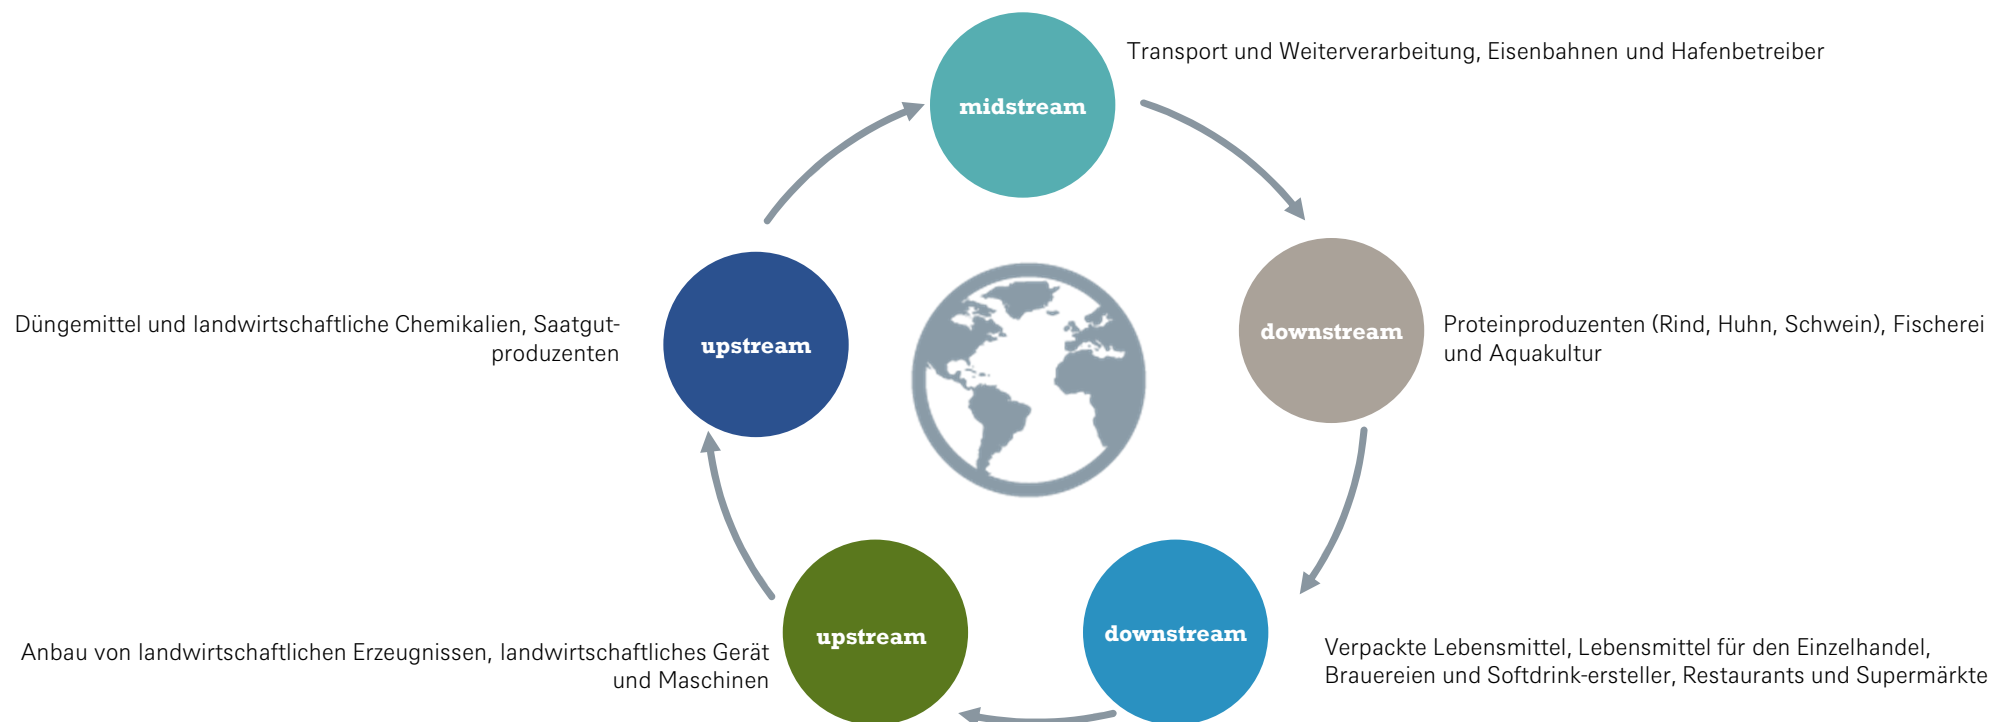 Transport und Weiterverarbeitung, Eisenbahnen und Hafenbetreiber
midstream
Düngemittel und landwirtschaftliche Chemikalien, Saatgut-
produzenten
upstream
downstream
Proteinproduzenten (Rind, Huhn, Schwein), Fischerei
und Aquakultur
Anbau von landwirtschaftlichen Erzeugnissen, landwirtschaftliches Gerät
und Maschinen
upstream
downstream
Verpackte Lebensmittel, Lebensmittel für den Einzelhandel,
Brauereien und Softdrink-ersteller, Restaurants und Supermärkte